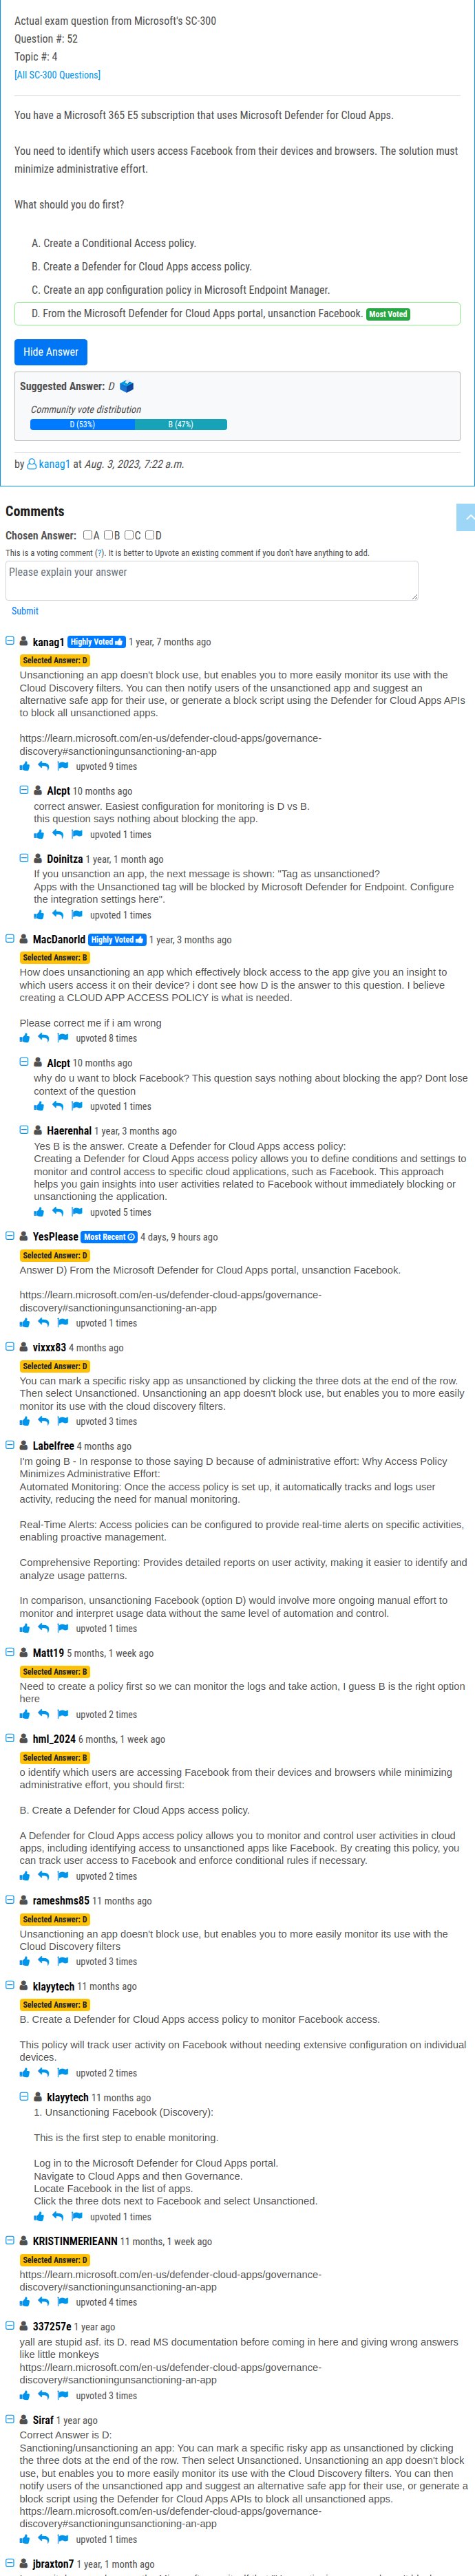 Actual exam question from Microsoft's SC-300
Question #: 52
Topic #: 4
[All SC-300 Questions]
You have a Microsoft 365 E5 subscription that uses Microsoft Defender for Cloud Apps.
You need to identify which users access Facebook from their devices and browsers. The solution must
minimize administrative effort.
What should you do first?
A. Create a Conditional Access policy.
B. Create a Defender for Cloud Apps access policy.
C. Create an app configuration policy in Microsoft Endpoint Manager.
D. From the Microsoft Defender for Cloud Apps portal, unsanction Facebook. Most Voted
Hide Answer
Suggested Answer: D
Community vote distribution
D (53%) B (47%)
by kanag1 at Aug. 3, 2023, 7:22 a.m.
Comments
Chosen Answer: A B C D
This is a voting comment (?). It is better to Upvote an existing comment if you don't have anything to add.
Please explain your answer
Submit
kanag1 Highly Voted 1 year, 7 months ago
Selected Answer: D
Unsanctioning an app doesn't block use, but enables you to more easily monitor its use with the
Cloud Discovery filters. You can then notify users of the unsanctioned app and suggest an
alternative safe app for their use, or generate a block script using the Defender for Cloud Apps APIs
to block all unsanctioned apps.
https://learn.microsoft.com/en-us/defender-cloud-apps/governance-
discovery#sanctioningunsanctioning-an-app
upvoted 9 times
Alcpt 10 months ago
correct answer. Easiest configuration for monitoring is D vs B.
this question says nothing about blocking the app.
upvoted 1 times
Doinitza 1 year, 1 month ago
If you unsanction an app, the next message is shown: "Tag as unsanctioned?
Apps with the Unsanctioned tag will be blocked by Microsoft Defender for Endpoint. Configure
the integration settings here".
upvoted 1 times
MacDanorld Highly Voted 1 year, 3 months ago
Selected Answer: B
How does unsanctioning an app which effectively block access to the app give you an insight to
which users access it on their device? i dont see how D is the answer to this question. I believe
creating a CLOUD APP ACCESS POLICY is what is needed.
Please correct me if i am wrong
upvoted 8 times
Alcpt 10 months ago
why do u want to block Facebook? This question says nothing about blocking the app? Dont lose
context of the question
upvoted 1 times
Haerenhal 1 year, 3 months ago
Yes B is the answer. Create a Defender for Cloud Apps access policy:
Creating a Defender for Cloud Apps access policy allows you to define conditions and settings to
monitor and control access to specific cloud applications, such as Facebook. This approach
helps you gain insights into user activities related to Facebook without immediately blocking or
unsanctioning the application.
upvoted 5 times
YesPlease Most Recent 4 days, 9 hours ago
Selected Answer: D
Answer D) From the Microsoft Defender for Cloud Apps portal, unsanction Facebook.
https://learn.microsoft.com/en-us/defender-cloud-apps/governance-
discovery#sanctioningunsanctioning-an-app
upvoted 1 times
vixxx83 4 months ago
Selected Answer: D
You can mark a specific risky app as unsanctioned by clicking the three dots at the end of the row.
Then select Unsanctioned. Unsanctioning an app doesn't block use, but enables you to more easily
monitor its use with the cloud discovery filters.
upvoted 3 times
Labelfree 4 months ago
I'm going B - In response to those saying D because of administrative effort: Why Access Policy
Minimizes Administrative Effort:
Automated Monitoring: Once the access policy is set up, it automatically tracks and logs user
activity, reducing the need for manual monitoring.
Real-Time Alerts: Access policies can be configured to provide real-time alerts on specific activities,
enabling proactive management.
Comprehensive Reporting: Provides detailed reports on user activity, making it easier to identify and
analyze usage patterns.
In comparison, unsanctioning Facebook (option D) would involve more ongoing manual effort to
monitor and interpret usage data without the same level of automation and control.
upvoted 1 times
Matt19 5 months, 1 week ago
Selected Answer: B
Need to create a policy first so we can monitor the logs and take action, I guess B is the right option
here
upvoted 2 times
hml_2024 6 months, 1 week ago
Selected Answer: B
o identify which users are accessing Facebook from their devices and browsers while minimizing
administrative effort, you should first:
B. Create a Defender for Cloud Apps access policy.
A Defender for Cloud Apps access policy allows you to monitor and control user activities in cloud
apps, including identifying access to unsanctioned apps like Facebook. By creating this policy, you
can track user access to Facebook and enforce conditional rules if necessary.
upvoted 2 times
rameshms85 11 months ago
Selected Answer: D
Unsanctioning an app doesn't block use, but enables you to more easily monitor its use with the
Cloud Discovery filters
upvoted 3 times
klayytech 11 months ago
Selected Answer: B
B. Create a Defender for Cloud Apps access policy to monitor Facebook access.
This policy will track user activity on Facebook without needing extensive configuration on individual
devices.
upvoted 2 times
klayytech 11 months ago
1. Unsanctioning Facebook (Discovery):
This is the first step to enable monitoring.
Log in to the Microsoft Defender for Cloud Apps portal.
Navigate to Cloud Apps and then Governance.
Locate Facebook in the list of apps.
Click the three dots next to Facebook and select Unsanctioned.
upvoted 1 times
KRISTINMERIEANN 11 months, 1 week ago
Selected Answer: D
https://learn.microsoft.com/en-us/defender-cloud-apps/governance-
discovery#sanctioningunsanctioning-an-app
upvoted 4 times
337257e 1 year ago
yall are stupid asf. its D. read MS documentation before coming in here and giving wrong answers
like little monkeys
https://learn.microsoft.com/en-us/defender-cloud-apps/governance-
discovery#sanctioningunsanctioning-an-app
upvoted 3 times
Siraf 1 year ago
Correct Answer is D:
Sanctioning/unsanctioning an app: You can mark a specific risky app as unsanctioned by clicking
the three dots at the end of the row. Then select Unsanctioned. Unsanctioning an app doesn't block
use, but enables you to more easily monitor its use with the Cloud Discovery filters. You can then
notify users of the unsanctioned app and suggest an alternative safe app for their use, or generate a
block script using the Defender for Cloud Apps APIs to block all unsanctioned apps.
https://learn.microsoft.com/en-us/defender-cloud-apps/governance-
discovery#sanctioningunsanctioning-an-app
upvoted 1 times
jbraxton7 1 year, 1 month ago